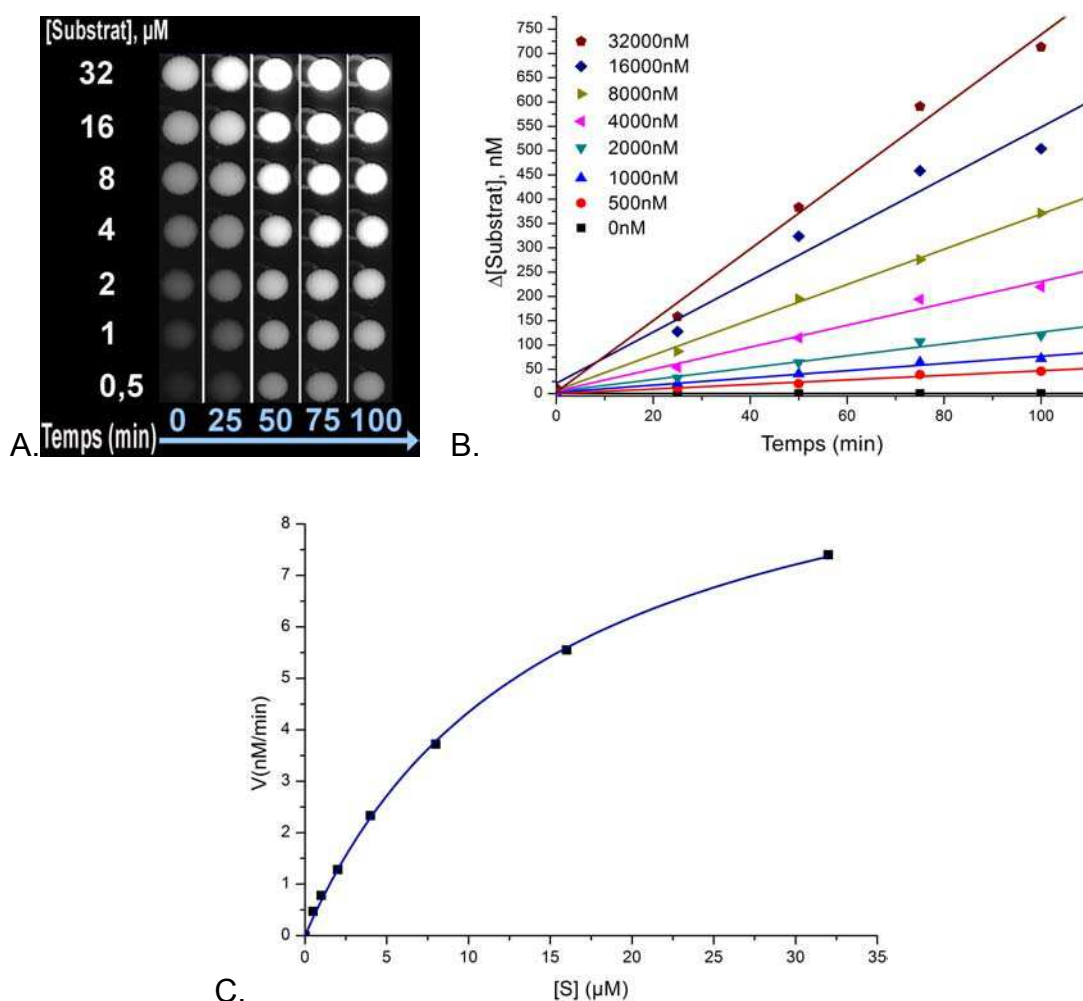 [Substrat], µM
32
16
8
4
2
1
0,5
0 25 50 75 100
Temps (min)
A.
750
700
650
600
550
500
450
400
350
300
250
200
150
100
50
0
Δ[Substrat], nM
32000nM
16000nM
8000nM
4000nM
2000nM
1000nM
500nM
0nM
0 20 40 60 80 100
Temps (min)
B.
8
7
6
5
4
3
2
1
0
V(nM/min)
0 5 10 15 20 25 30 35
[S] (µM)
C.